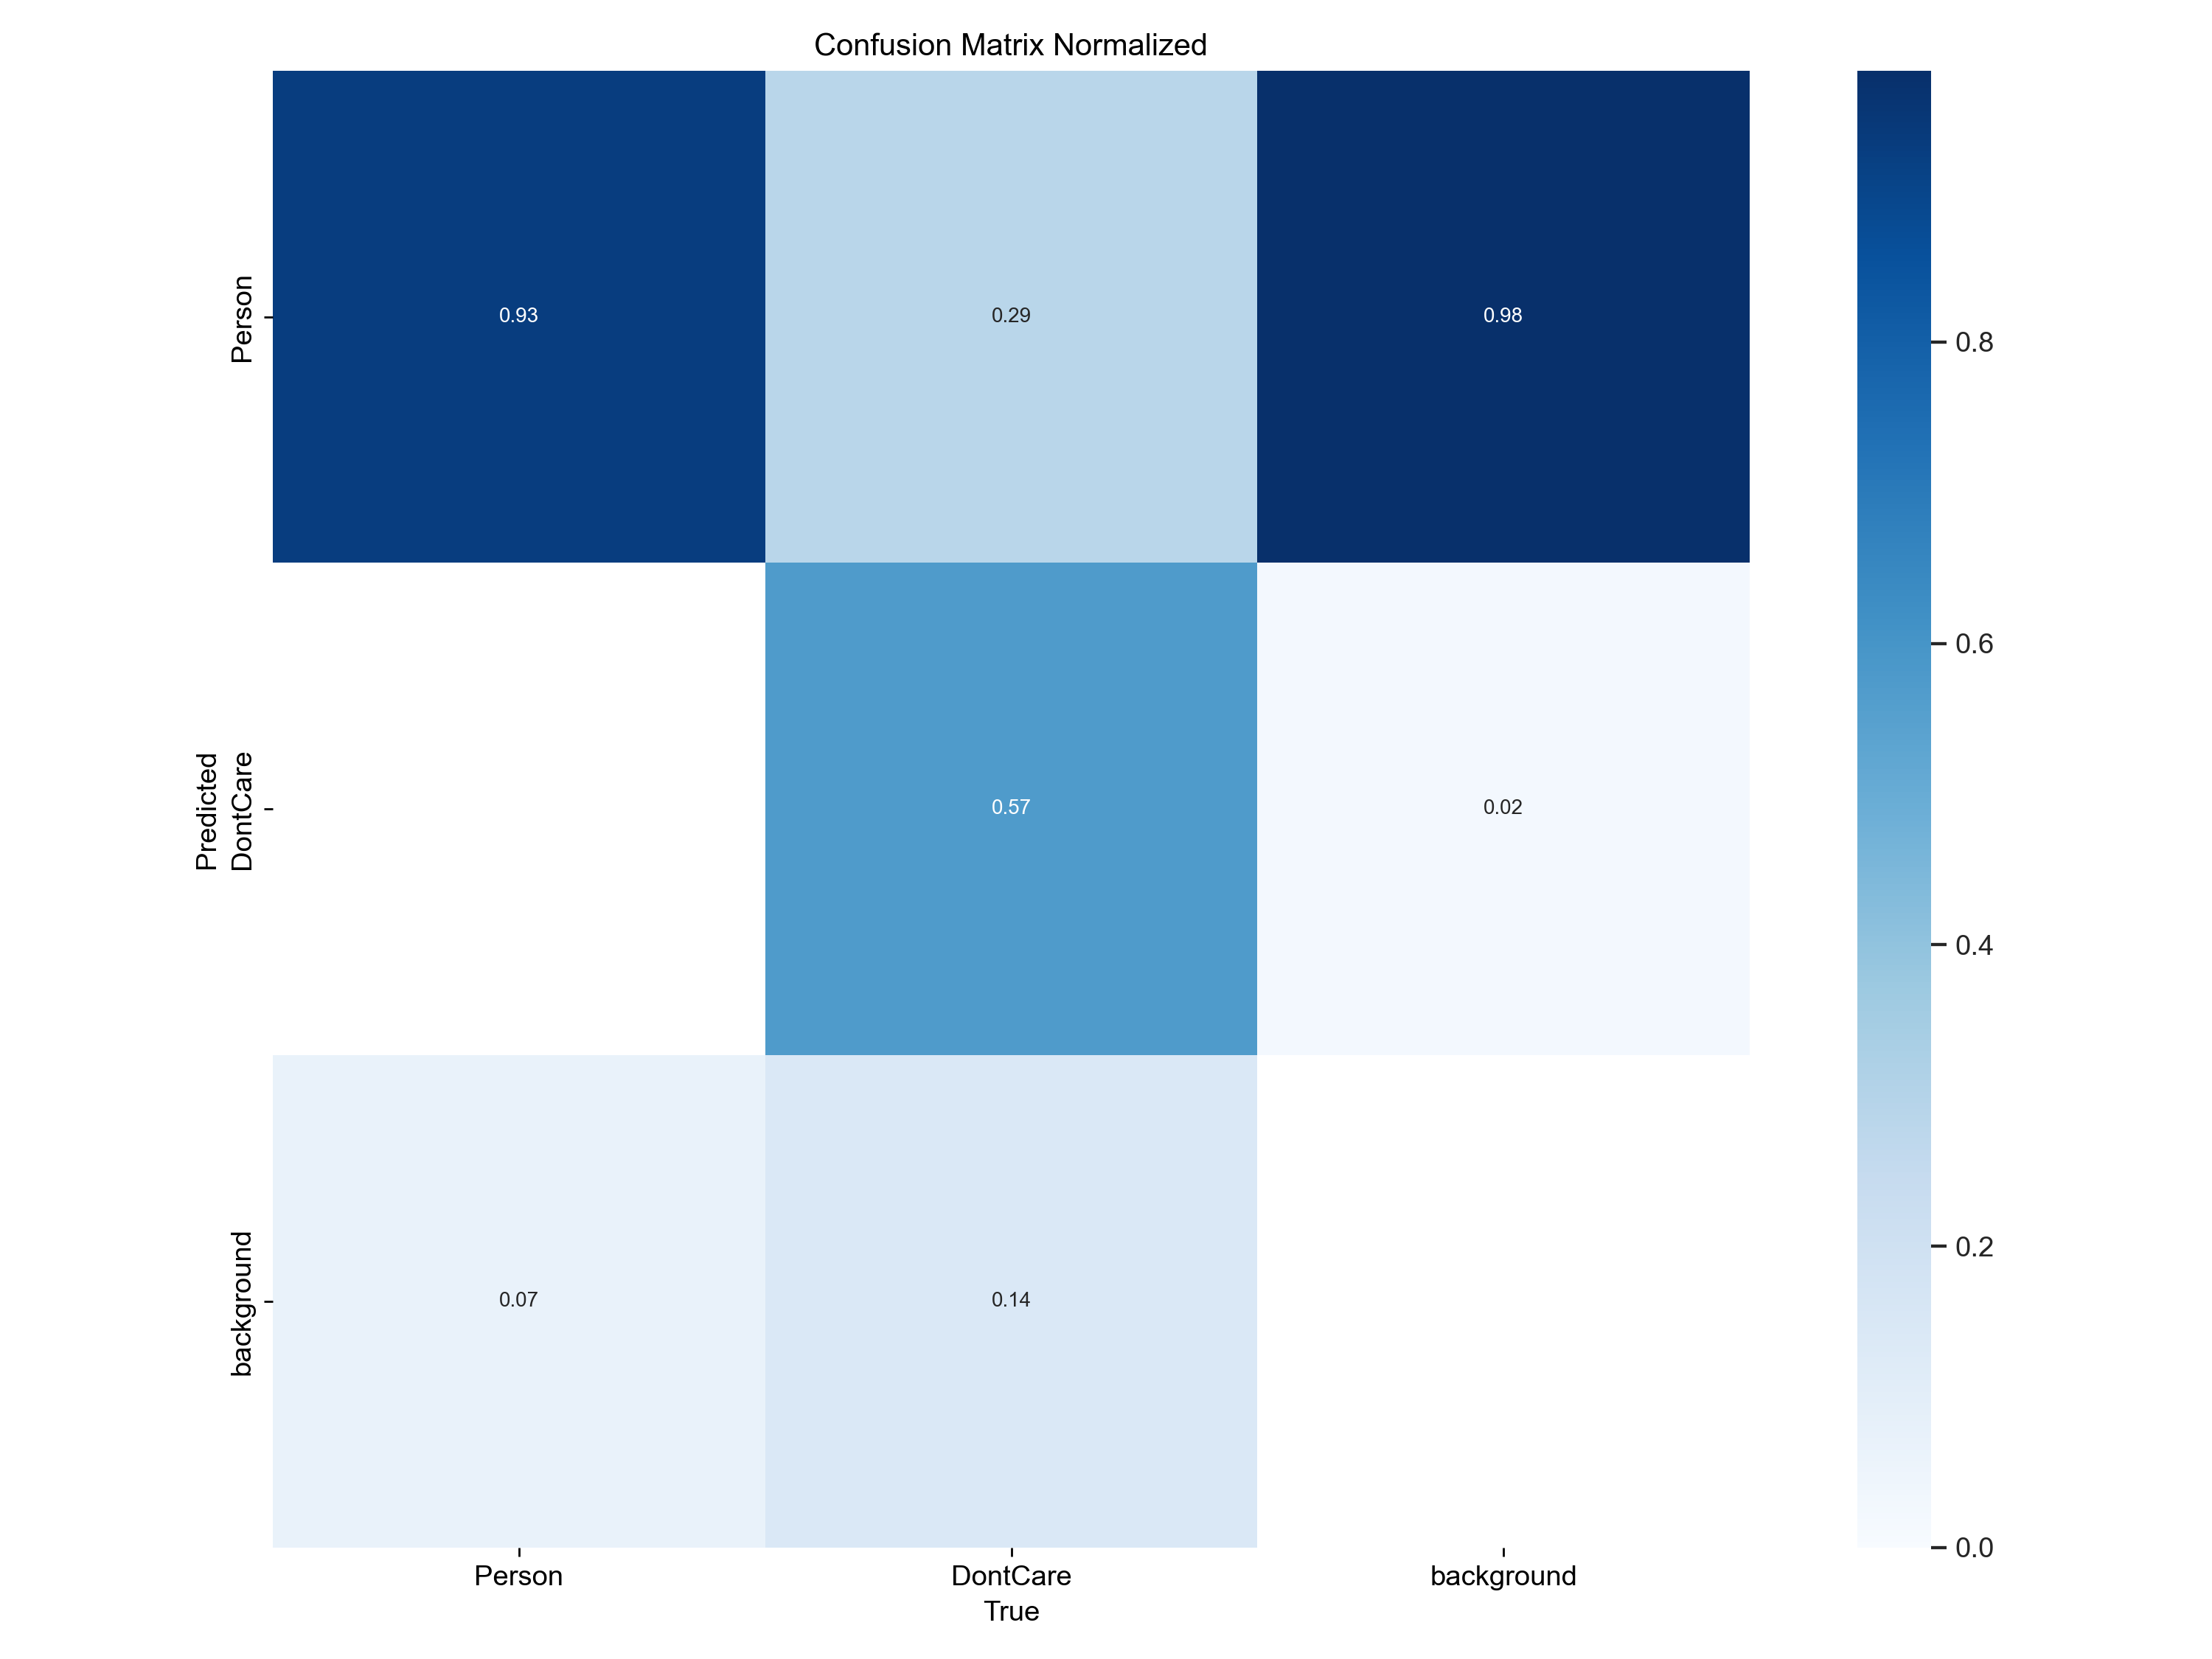 Confusion Matrix Normalized
Person
0.93
0.29
0.98
0.8
0.6
Predicted
DontCare
0.57
0.02
0.4
0.2
background
0.07
0.14
0.0
Person
DontCare
background
True